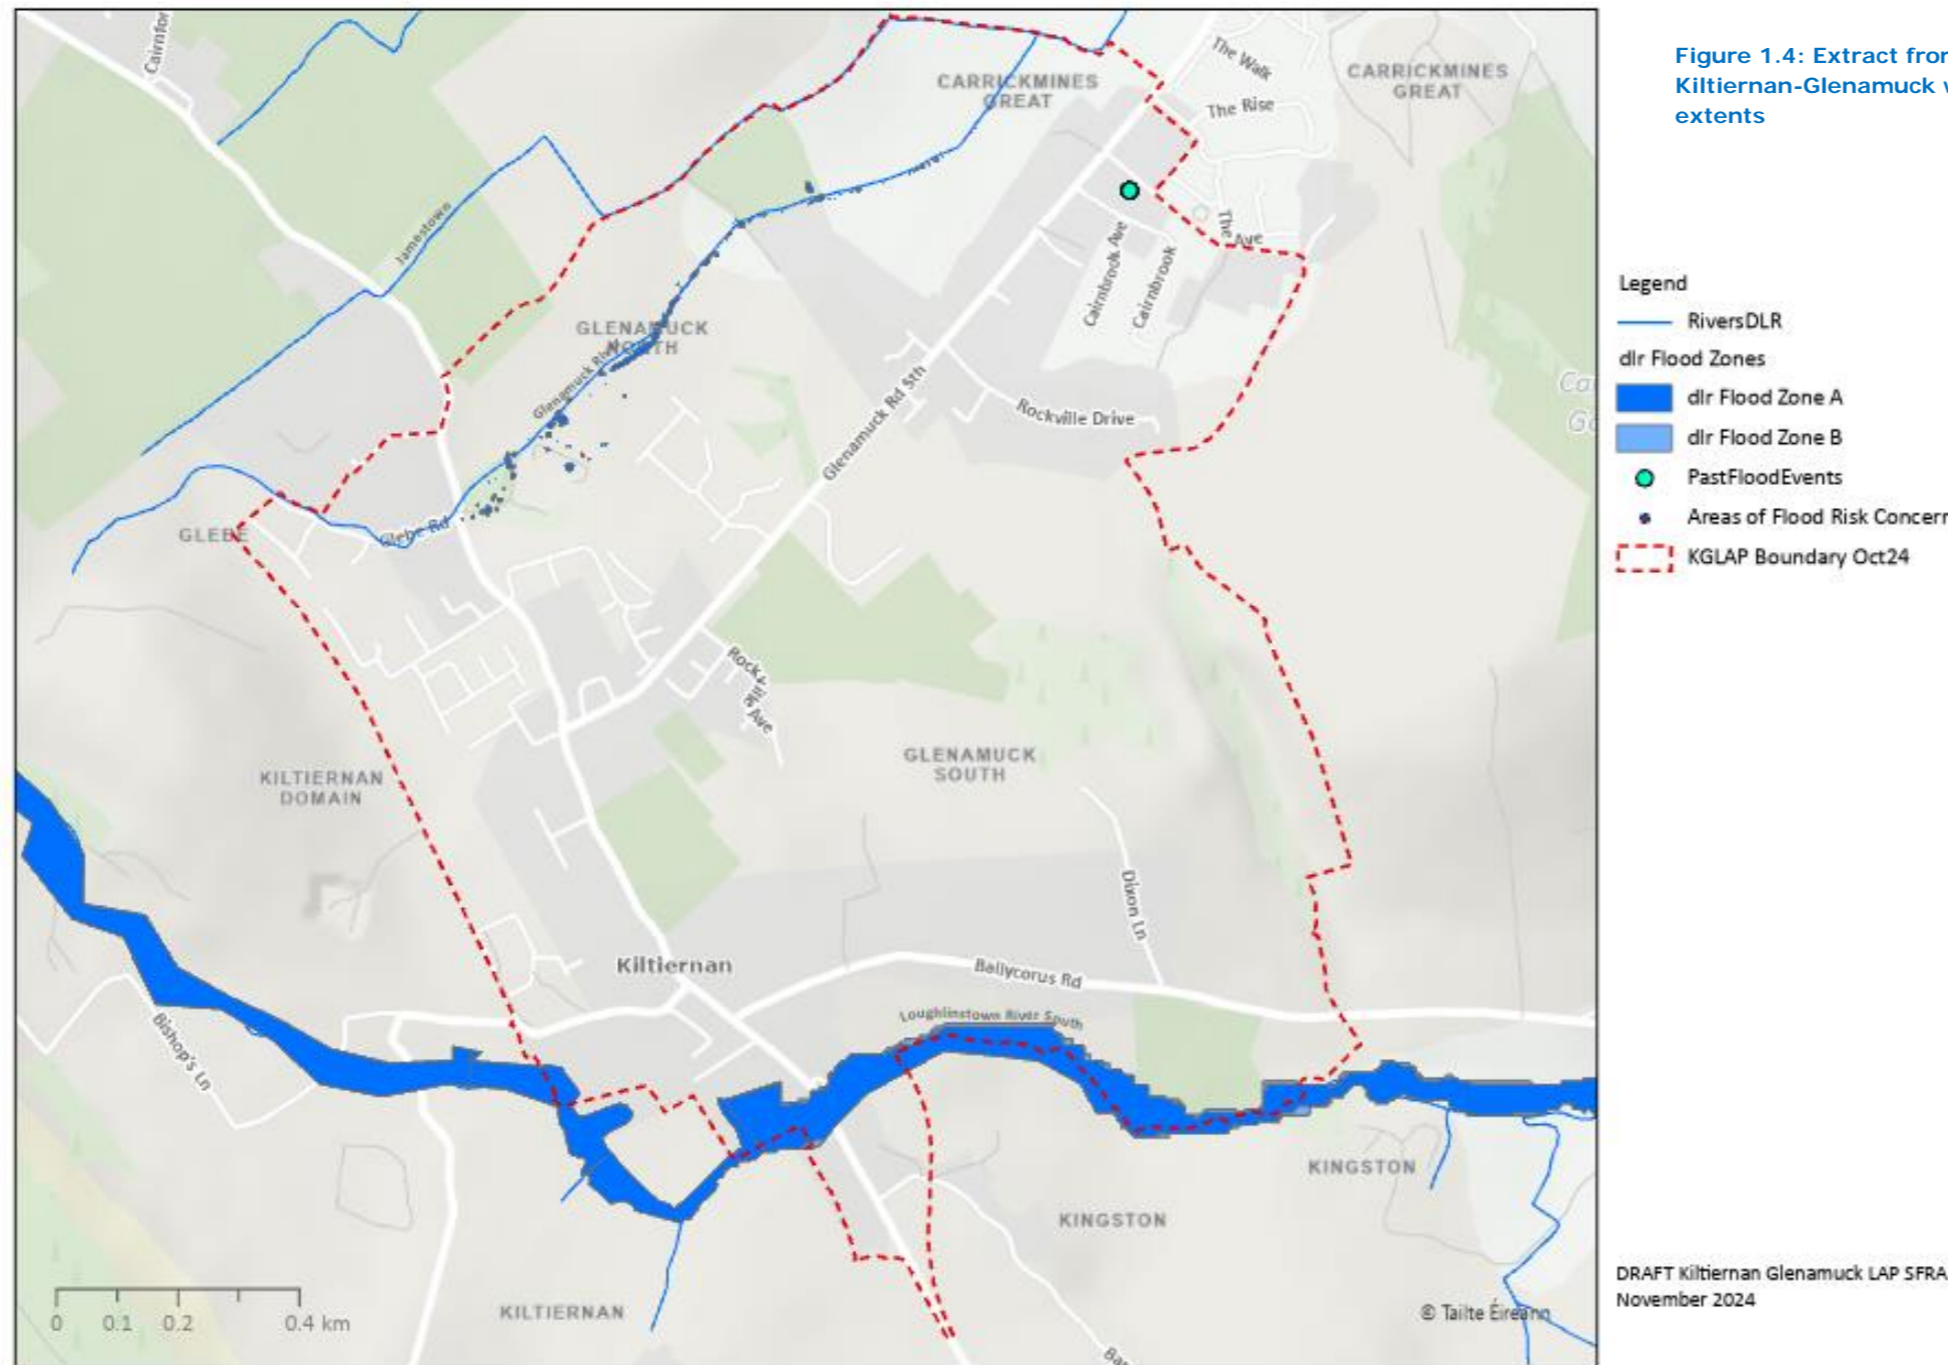 Figure 1.4: Extract from
Kiltiernan-Glenamuck
extents
Cairnfor
The Walk
CARRICKMINES
GREAT
CARRICKMINES
GREAT
The Rise
Jamestown
The Ave
Cairnbrook Ave
Cairnbrook
GLENAMUCK
NORTH
Glenamuck River
Glenamuck Rd Sth
Rockville Drive
Glebe Rd
GLEBE
Rockville Ave
GLENAMUCK
SOUTH
KILTIERNAN
DOMAIN
Dixon Ln
Kiltiernan
Ballycorus Rd
Loughlinstown River South
Bishop's Ln
KINGSTON
KINGSTON
KILTIERNAN
0 0.1 0.2 0.4 km
© Tailte Éireann
Legend
RiversDLR
dlr Flood Zones
dlr Flood Zone A
dlr Flood Zone B
PastFloodEvents
Areas of Flood Risk Concern
KGLAP Boundary Oct24
DRAFT Kiltiernan Glenamuck LAP SFRA
November 2024